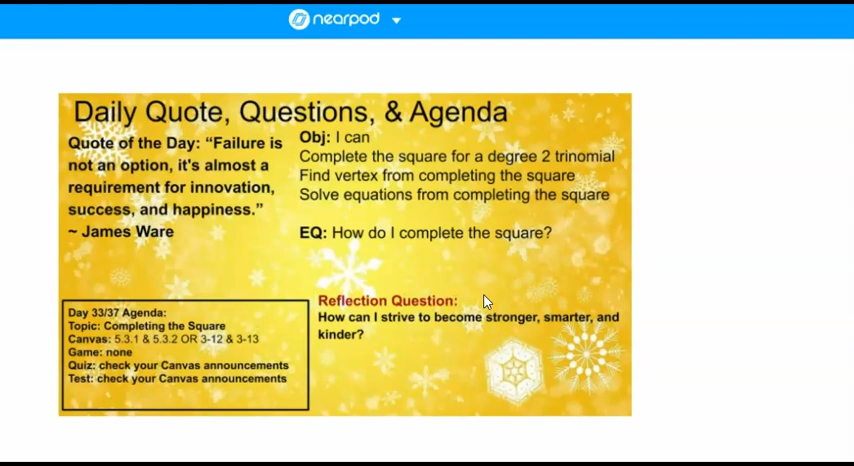 nearpod
Daily Quote, Questions, & Agenda
Quote of the Day: “Failure is
not an option, it's almost a
requirement for innovation,
success, and happiness.”
~ James Ware
Obj: I can
Complete the square for a degree 2 trinomial
Find vertex from completing the square
Solve equations from completing the square
EQ: How do I complete the square?
Reflection Question:
How can I strive to become stronger, smarter, and
kinder?
Day 33/37 Agenda:
Topic: Completing the Square
Canvas: 5.3.1 & 5.3.2 OR 3-12 & 3-13
Game: none
Quiz: check your Canvas announcements
Test: check your Canvas announcements